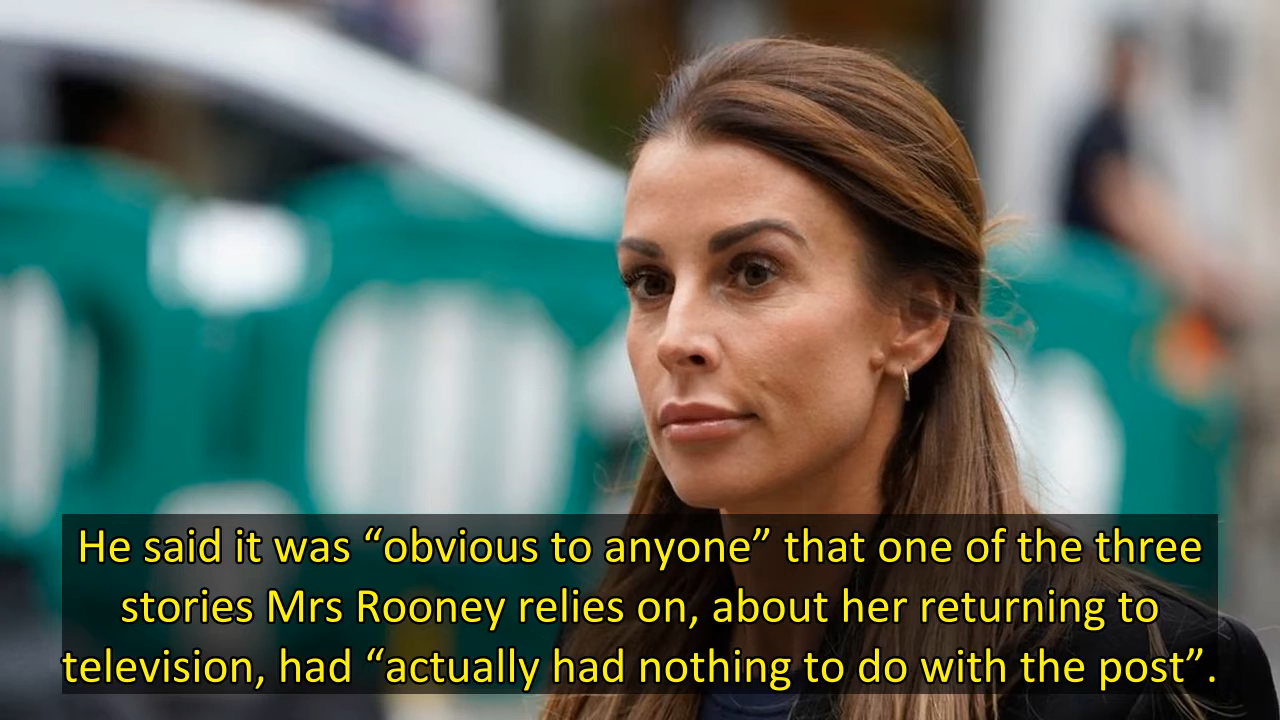 He said it was “obvious to anyone” that one of the three
stories Mrs Rooney relies on, about her returning to
television, had “actually had nothing to do with the post”.